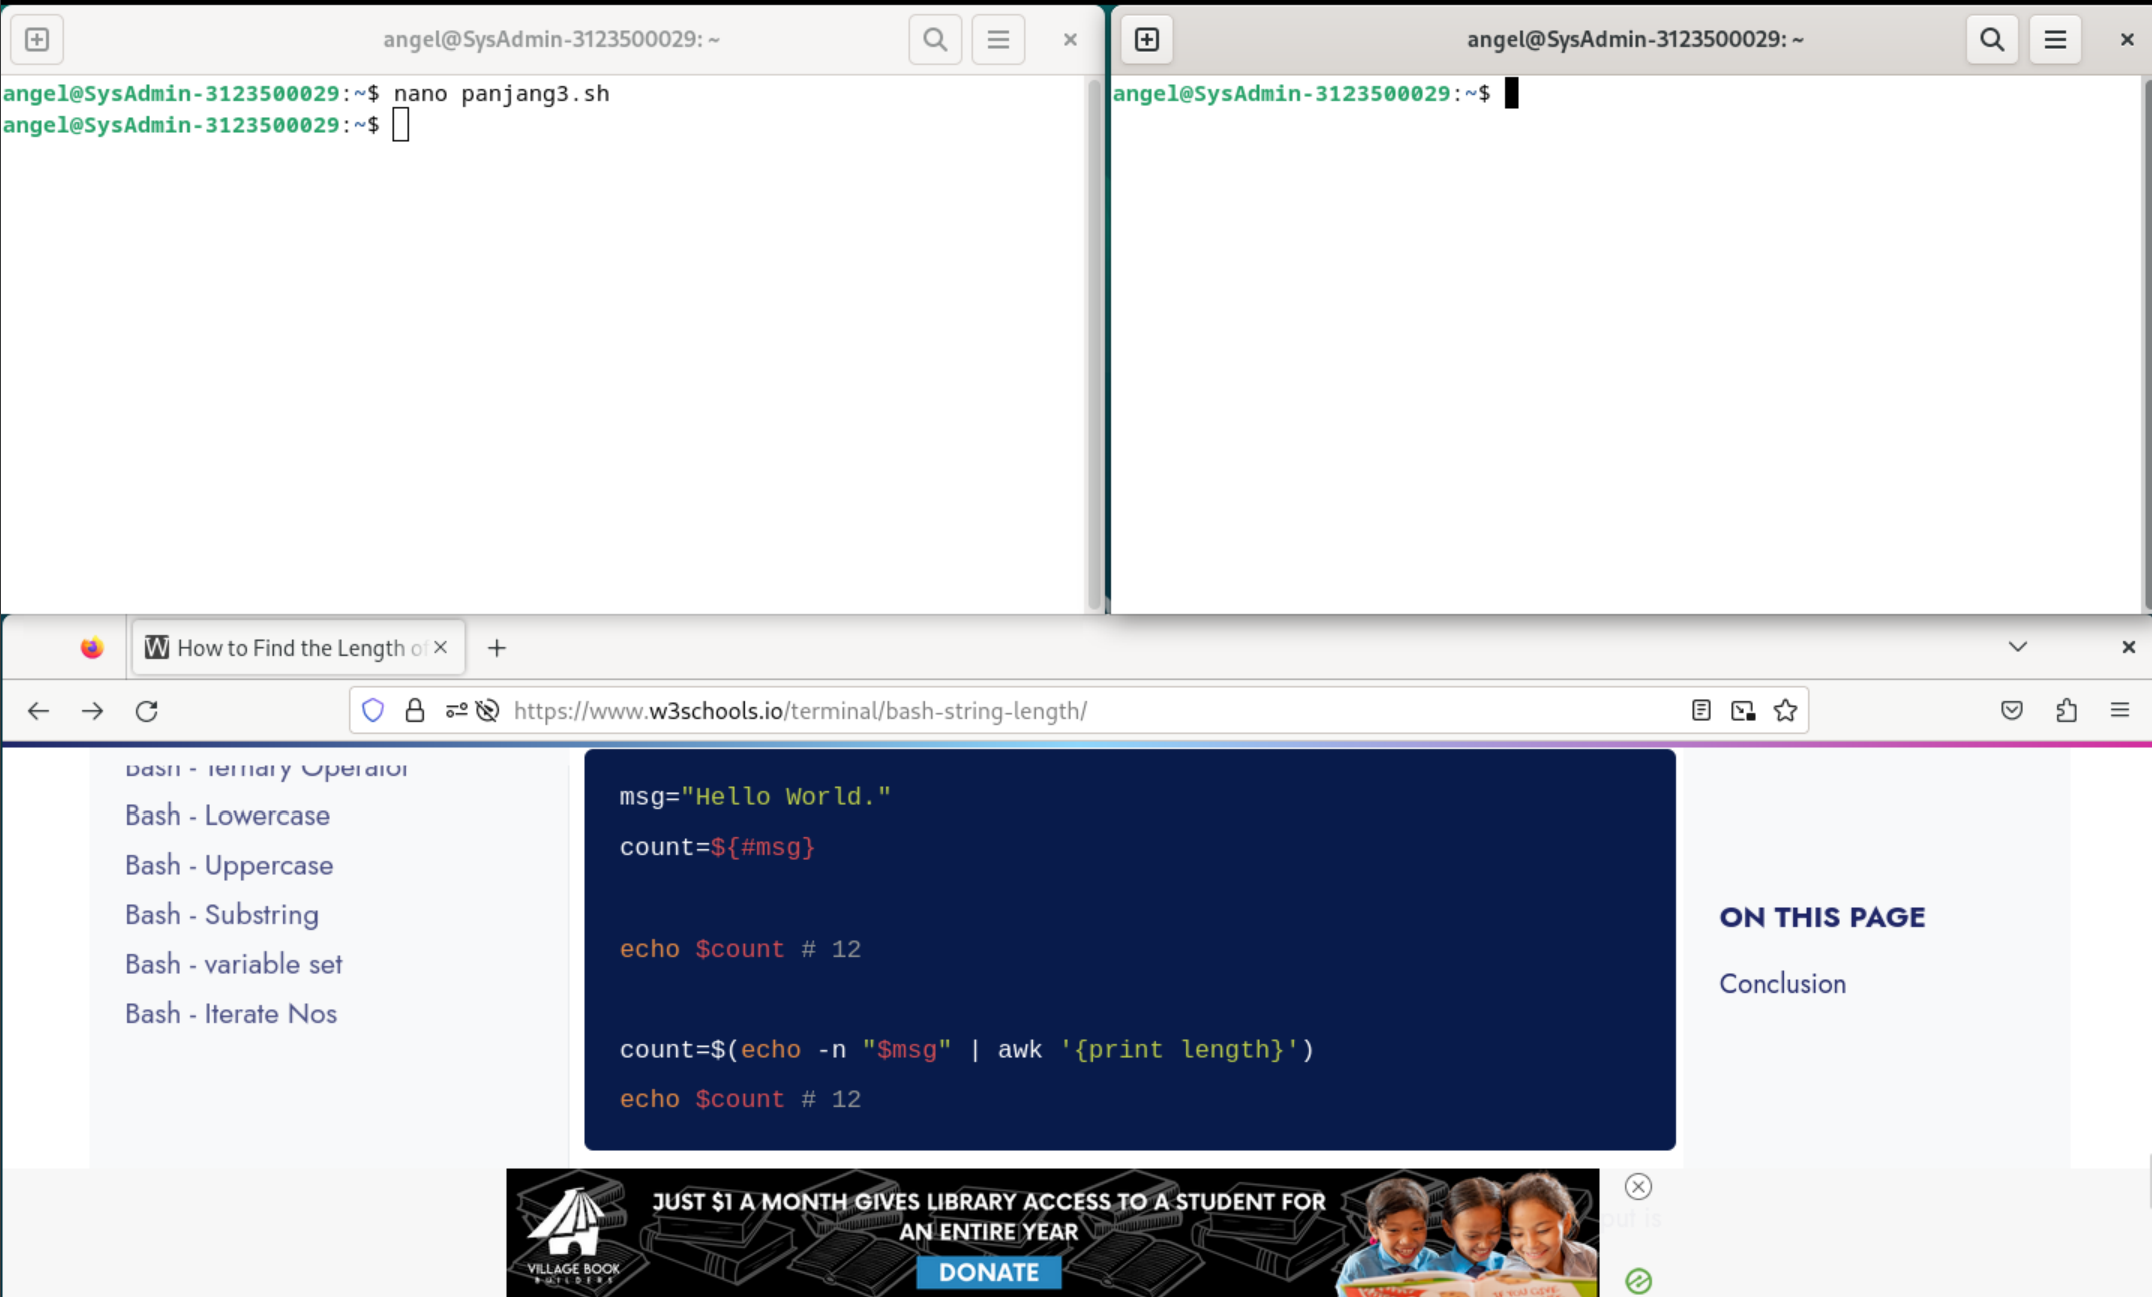 angel@SysAdmin-3123500029: ~
angel@SysAdmin-3123500029:~$ nano panjang3.sh
angel@SysAdmin-3123500029:~$
angel@SysAdmin-3123500029: ~
angel@SysAdmin-3123500029:~$
How to Find the Length of
https://www.w3schools.io/terminal/bash-string-length/
Bash - Ternary Operator
Bash - Lowercase
Bash - Uppercase
Bash - Substring
Bash - variable set
Bash - Iterate Nos
msg="Hello World."
count=${#msg}
echo $count # 12
count=$(echo -n "$msg" | awk '{print length}')
echo $count # 12
ON THIS PAGE
Conclusion
JUST $1 A MONTH GIVES LIBRARY ACCESS TO A STUDENT FOR
AN ENTIRE YEAR
DONATE
VILLAGE BOOK
BUILDERS
put is